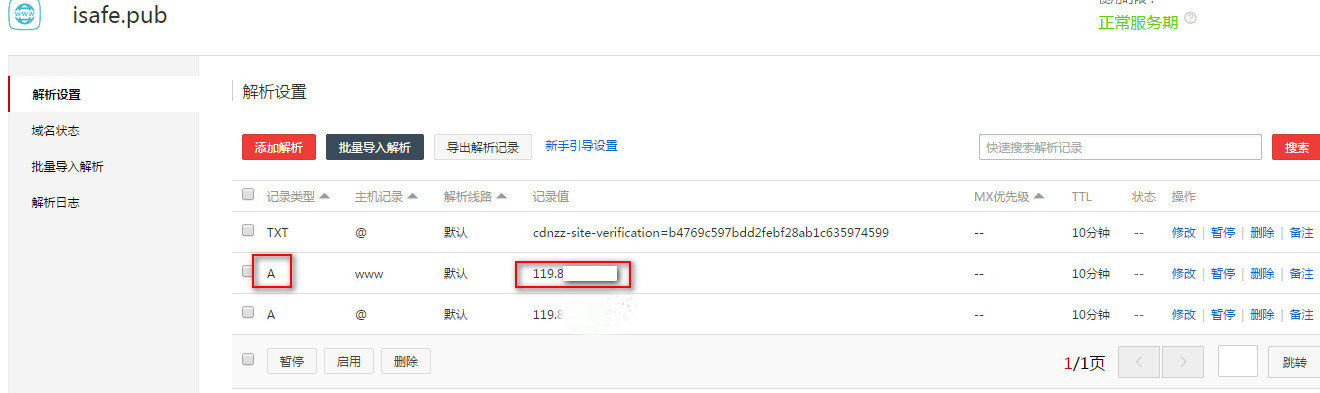 www
isafe.pub
正常服务期 ?
解析设置
域名状态
批量导入解析
解析日志
解析设置
添加解析 批量导入解析 导出解析记录 新手引导设置 快速搜索解析记录 搜索
记录类型 主机记录 解析线路 记录值 MX优先级 TTL 状态 操作
TXT @ 默认 cdnzz-site-verification=b4769c597bdd2febf28ab1c635974599 -- 10分钟 -- 修改 | 暂停 | 删除 | 备注
A www 默认 119.8 -- 10分钟 -- 修改 | 暂停 | 删除 | 备注
A @ 默认 119.8 -- 10分钟 -- 修改 | 暂停 | 删除 | 备注
暂停 启用 删除 1/1页 < > 跳转